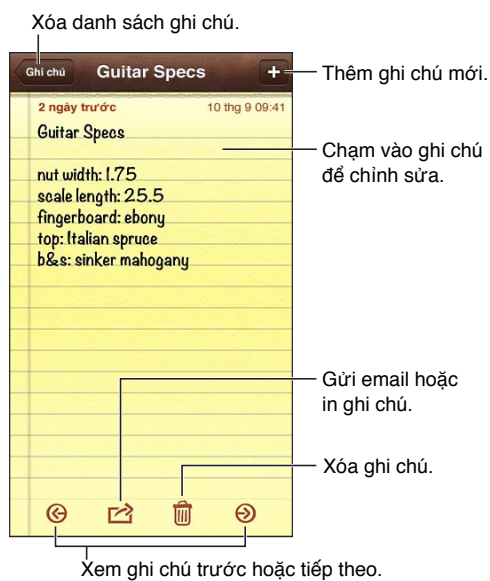 Xóa danh sách ghi chú.
Ghi chú Guitar Specs +
Thêm ghi chú mới.
2 ngày trước 10 thg 9 09:41
Guitar Specs
Chạm vào ghi chú
để chỉnh sửa.
nut width: 1.75
scale length: 25.5
fingerboard: ebony
top: Italian spruce
b&s: sinker mahogany
Gửi email hoặc
in ghi chú.
Xóa ghi chú.
Xem ghi chú trước hoặc tiếp theo.